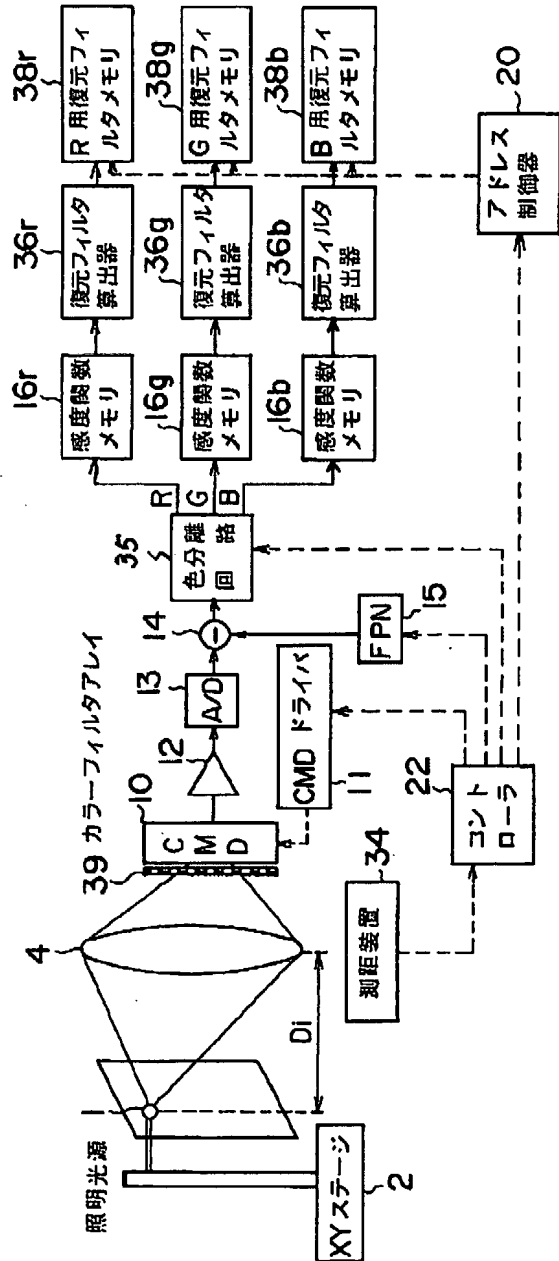 照明光源
1
XYステージ
2
Di
4
39 カラーフィルタアレイ
CMD
10
12
A/D
13
14
−
CMDドライバ
11
FPN
15
測距装置
34
コント
ローラ
22
色分離
回路
35
R
G
B
感度関数
メモリ
16r
感度関数
メモリ
16g
感度関数
メモリ
16b
復元フィルタ
算出器
36r
復元フィルタ
算出器
36g
復元フィルタ
算出器
36b
R用復元フィ
ルタメモリ
38r
G用復元フィ
ルタメモリ
38g
B用復元フィ
ルタメモリ
38b
アドレス
制御器
20